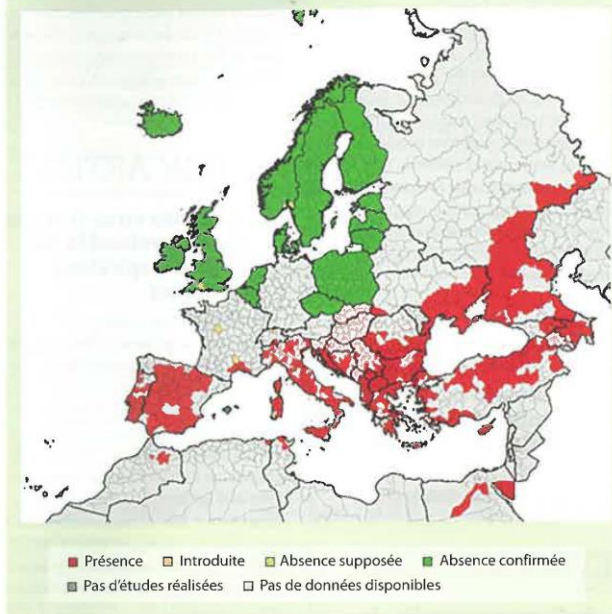 Présence Introduite Absence supposée Absence confirmée
Pas d'études réalisées Pas de données disponibles